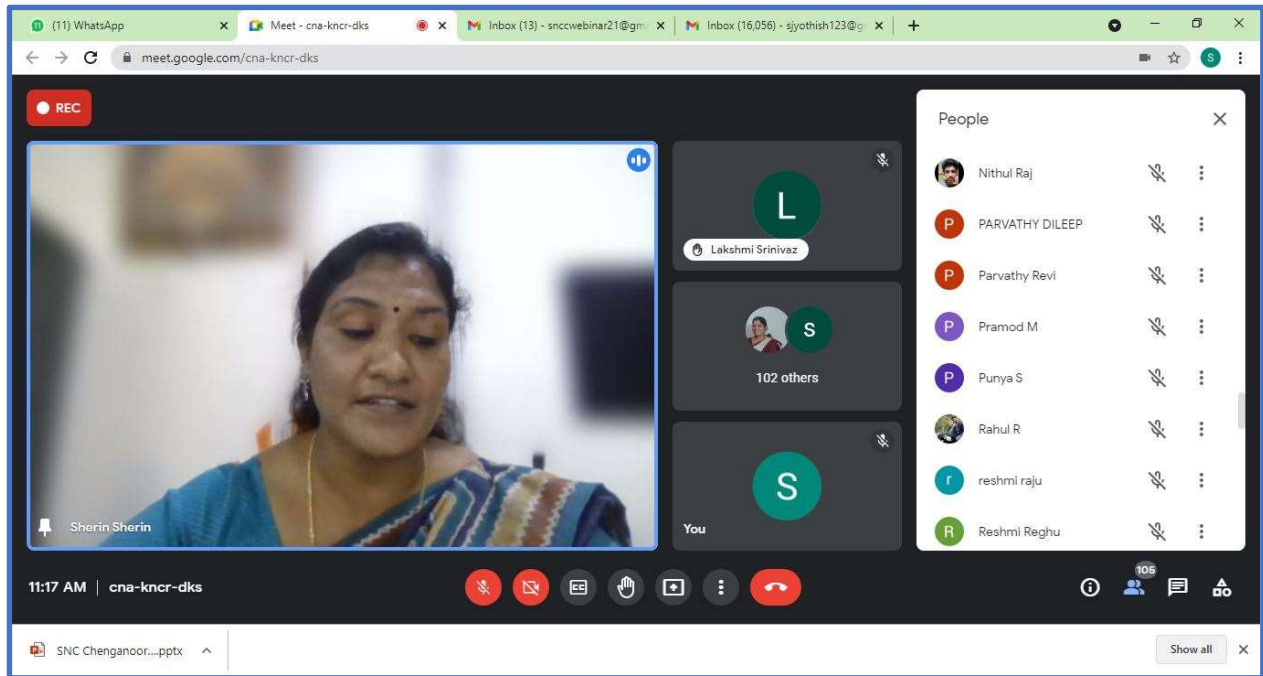 (11) WhatsApp
Meet - cna-kncr-dks
Inbox (13) - snccwebinar21@gm
Inbox (16,056) - sjyothish123@g
meet.google.com/cna-kncr-dks
S
REC
People
L
Lakshmi Srinivaz
S
102 others
S
You
Sherin Sherin
Nithul Raj
P PARVATHY DILEEP
P Parvathy Revi
P Pramod M
P Punya S
Rahul R
r reshmi raju
R Reshmi Reghu
11:17 AM | cna-kncr-dks
CC
105
SNC Chenganoor....pptx
Show all